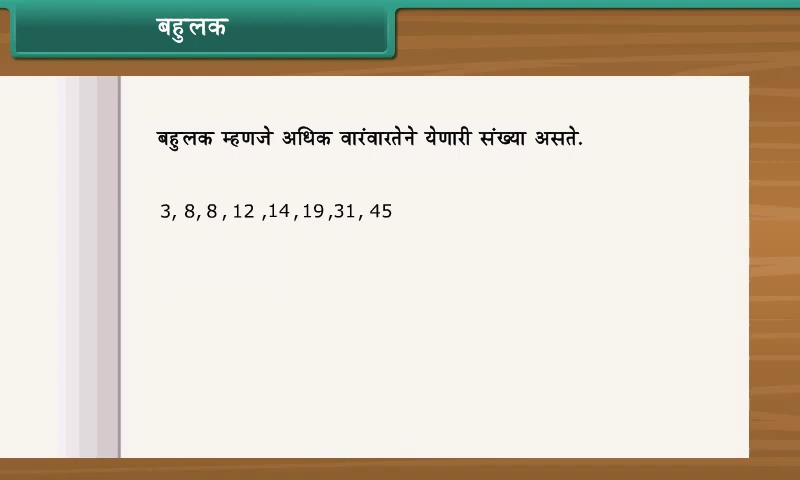 बहुलक
बहुलक म्हणजे अधिक वारंवारतेने येणारी संख्या असते.
3, 8, 8 , 12 ,14 , 19 ,31 , 45